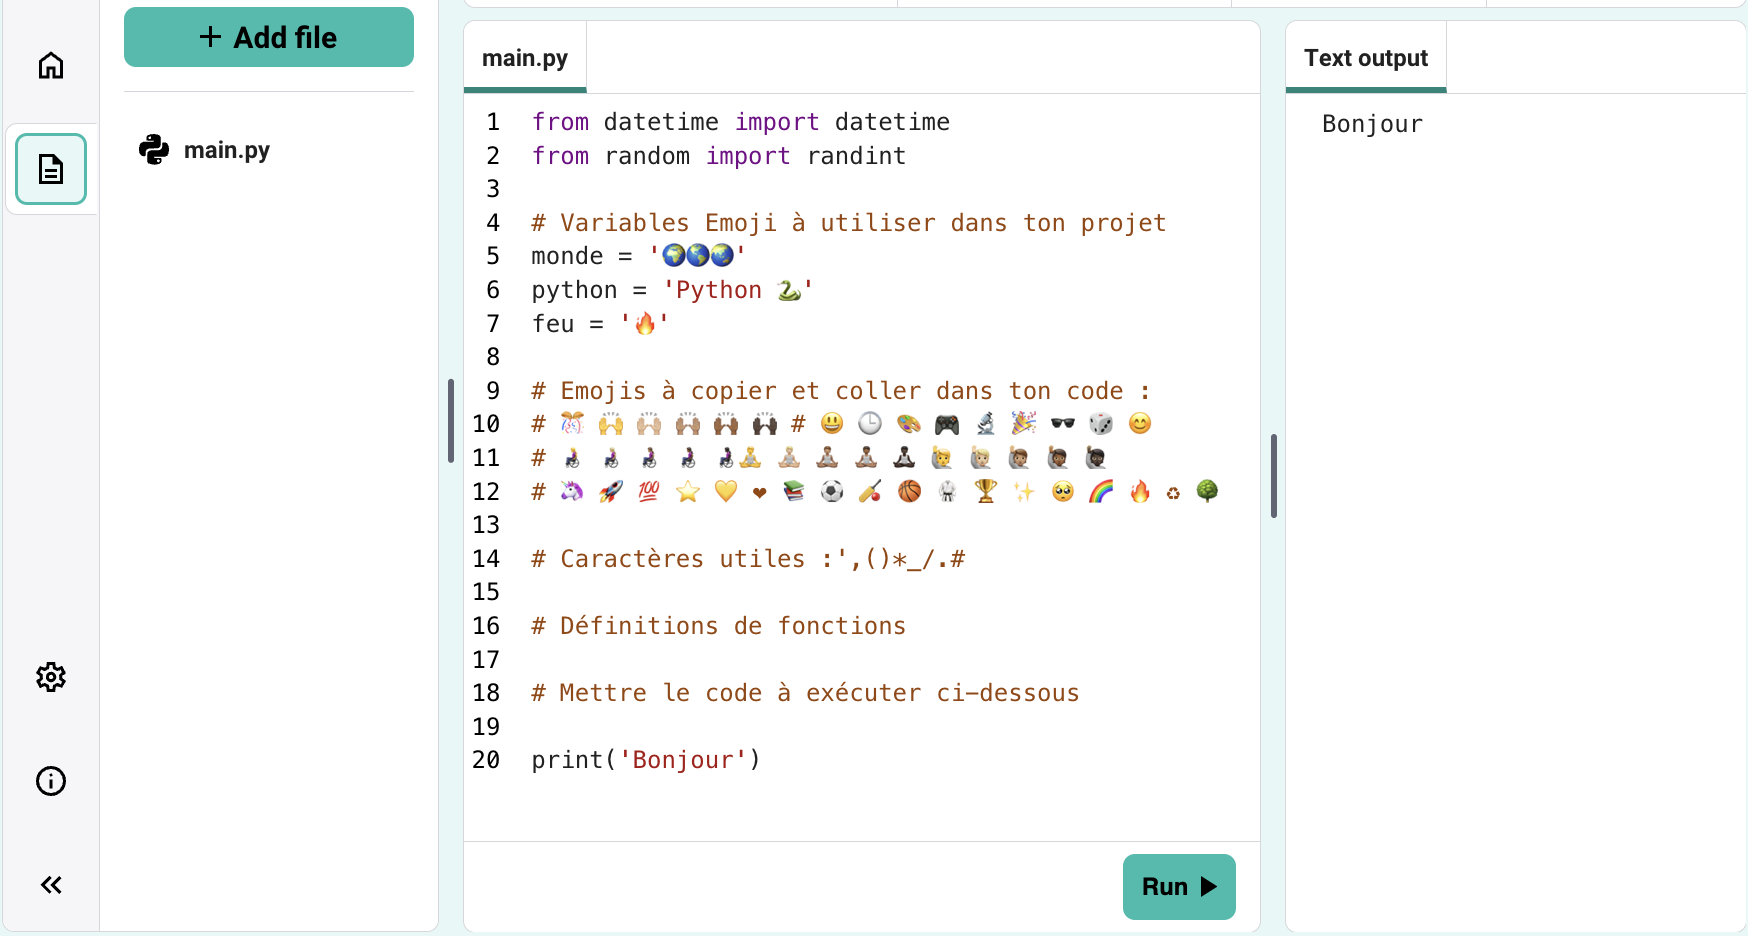 + Add file
main.py
main.py
1 from datetime import datetime
2 from random import randint
3
4 # Variables Emoji à utiliser dans ton projet
5 monde = '🌍🌎🌏'
6 python = 'Python 🐍'
7 feu = '🔥'
8
9 # Emojis à copier et coller dans ton code :
10 # 🎊 🙌 🙌🏼 🙌🏽 🙌🏾 🙌🏿 # 😃 🕒 🎨 🎮 🔬 🎉 🕶️ 🎲 😊
11 # 👩‍🦽 👩🏼‍🦽 👩🏽‍🦽 👩🏾‍🦽 👩🏿‍🦽🧘 🧘🏼 🧘🏽 🧘🏾 🧘🏿 🙋 🙋🏼 🙋🏽 🙋🏾 🙋🏿
12 # 🦄 🚀 💯 ⭐ 💛 ❤ 📚 ⚽ 🏏 🏀 🥋 🏆 ✨ 🥺 🌈 🔥 ♻ 🌳
13
14 # Caractères utiles :',()*_/.#
15
16 # Définitions de fonctions
17
18 # Mettre le code à exécuter ci-dessous
19
20 print('Bonjour')
Run
Text output
Bonjour